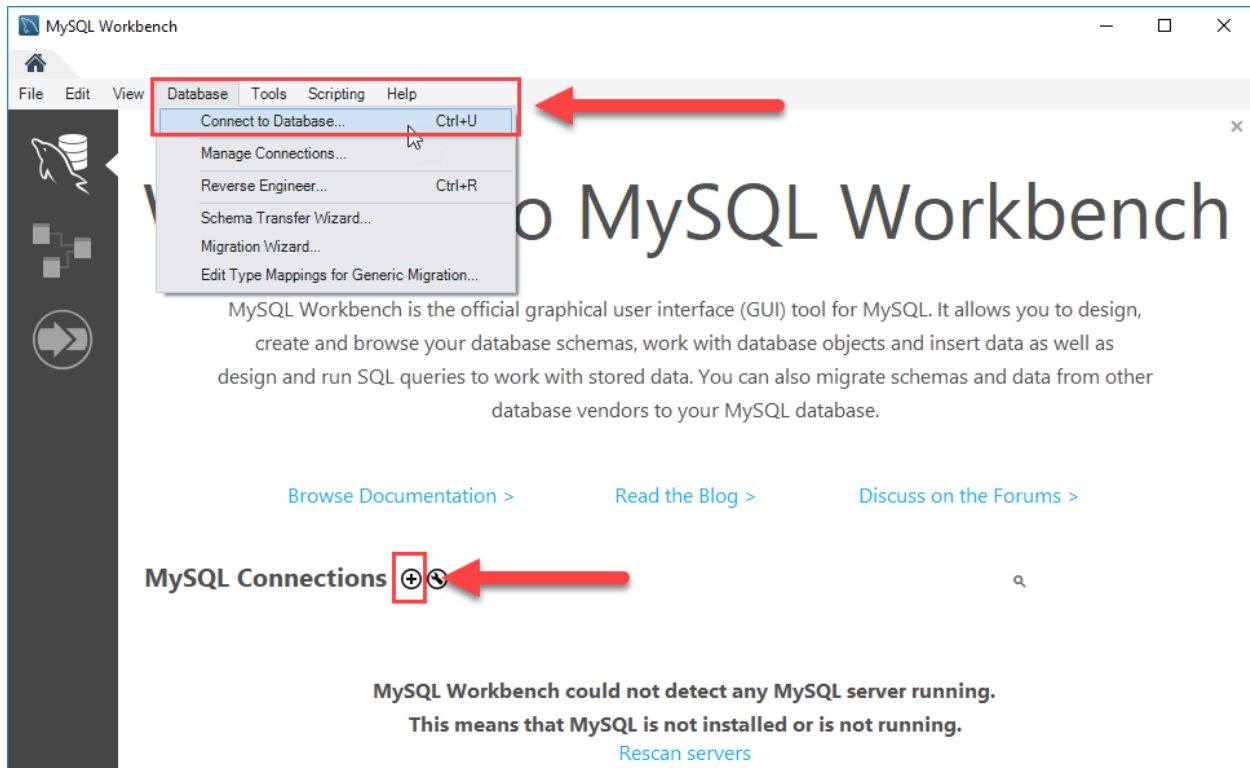 MySQL Workbench
File Edit View Database Tools Scripting Help
Connect to Database... Ctrl+U
Manage Connections...
Reverse Engineer... Ctrl+R
Schema Transfer Wizard...
Migration Wizard...
Edit Type Mappings for Generic Migration...
o MySQL Workbench
MySQL Workbench is the official graphical user interface (GUI) tool for MySQL. It allows you to design,
create and browse your database schemas, work with database objects and insert data as well as
design and run SQL queries to work with stored data. You can also migrate schemas and data from other
database vendors to your MySQL database.
Browse Documentation > Read the Blog > Discuss on the Forums >
MySQL Connections
MySQL Workbench could not detect any MySQL server running.
This means that MySQL is not installed or is not running.
Rescan servers